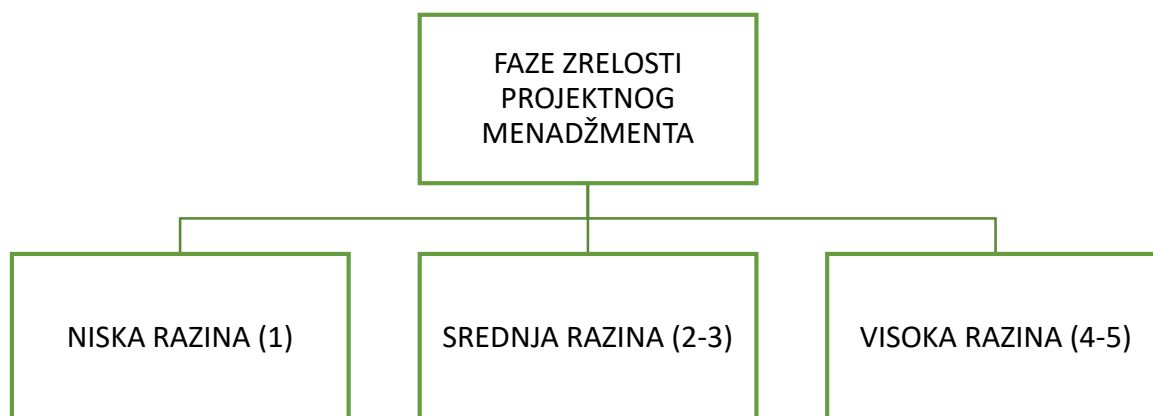 FAZE ZRELOSTI
PROJEKTNOG
MENADŽMENTA
NISKA RAZINA (1)
SREDNJA RAZINA (2-3)
VISOKA RAZINA (4-5)